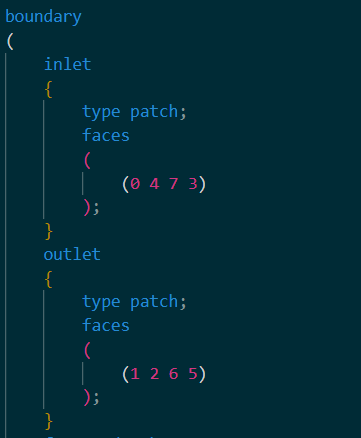 boundary
(
    inlet
    {
        type patch;
        faces
        (
            (0 4 7 3)
        );
    }
    outlet
    {
        type patch;
        faces
        (
            (1 2 6 5)
        );
    }